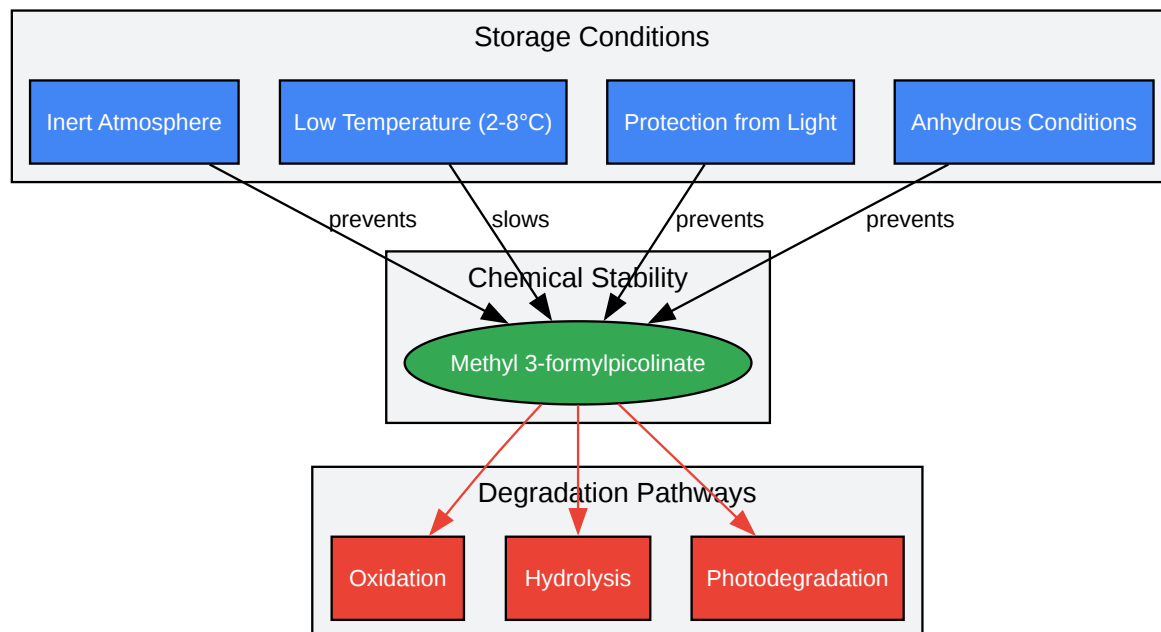 Storage Conditions
Inert Atmosphere
Low Temperature (2-8°C)
Protection from Light
Anhydrous Conditions
prevents
slows
prevents
prevents
Chemical Stability
Methyl 3-formylpicolinate
Degradation Pathways
Oxidation
Hydrolysis
Photodegradation